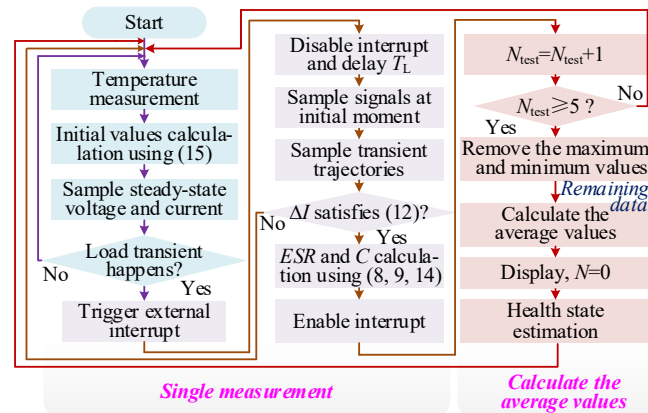 Start
Temperature
measurement
Initial values calcula-
tion using (15)
Sample steady-state
voltage and current
Load transient
happens?
No
Yes
Trigger external
interrupt
Disable interrupt
and delay T_L
Sample signals at
initial moment
Sample transient
trajectories
ΔI satisfies (12)?
No
Yes
ESR and C calcula-
tion using (8, 9, 14)
Enable interrupt
Single measurement
N_test=N_test+1
N_test⩾5 ?
No
Yes
Remove the maximum
and minimum values
Remaining
data
Calculate the
average values
Display, N=0
Health state
estimation
Calculate the
average values